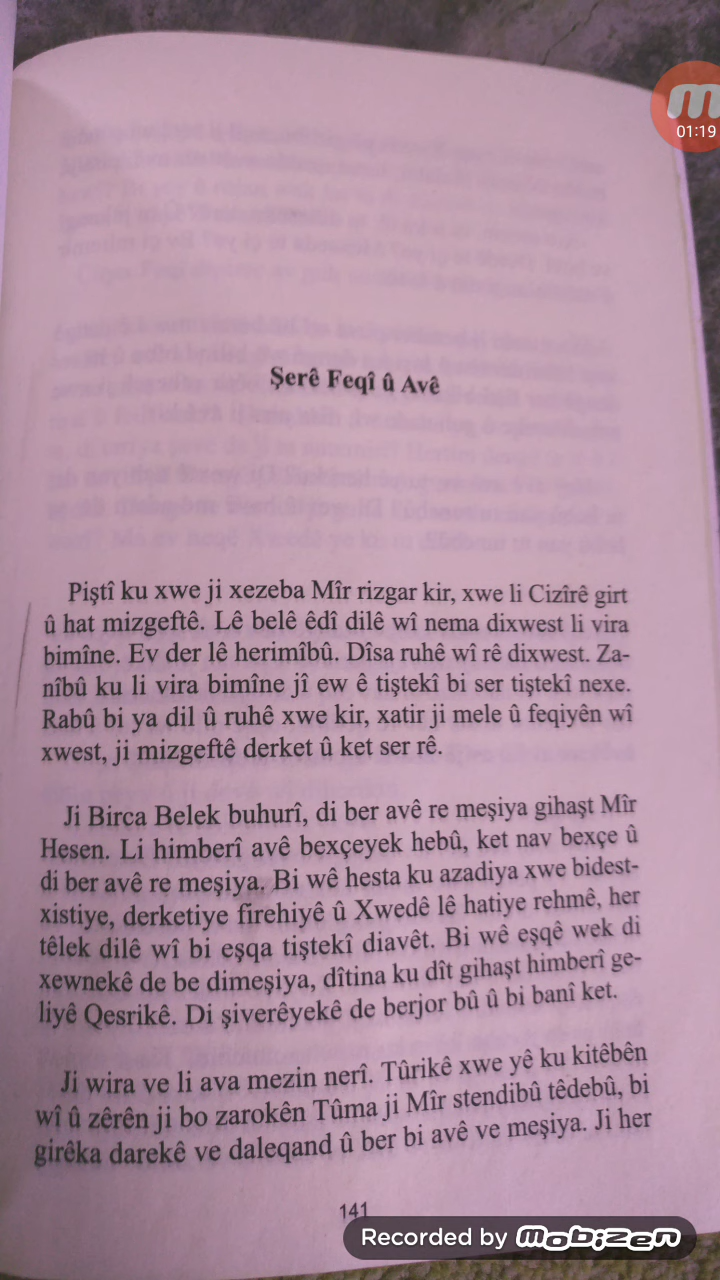 01:19
Şerê Feqî û Avê
Piştî ku xwe ji xezeba Mîr rizgar kir, xwe li Cizîrê girt
û hat mizgeftê. Lê belê êdî dilê wî nema dixwest li vira
bimîne. Ev der lê herimîbû. Dîsa ruhê wî rê dixwest. Za-
nîbû ku li vira bimîne jî ew ê tiştekî bi ser tiştekî nexe.
Rabû bi ya dil û ruhê xwe kir, xatir ji mele û feqiyên wî
xwest, ji mizgeftê derket û ket ser rê.
Ji Birca Belek buhurî, di ber avê re meşiya gihaşt Mîr
Hesen. Li himberî avê bexçeyek hebû, ket nav bexçe û
di ber avê re meşiya. Bi wê hesta ku azadiya xwe bidest-
xistiye, derketiye firehiyê û Xwedê lê hatiye rehmê, her
têlek dilê wî bi eşqa tiştekî diavêt. Bi wê eşqê wek di
xewnekê de be dimeşiya, dîtina ku dît gihaşt himberî ge-
liyê Qesrikê. Di şiverêyekê de berjor bû û bi banî ket.
Ji wira ve li ava mezin nerî. Tûrikê xwe yê ku kitêbên
wî û zêrên ji bo zarokên Tûma ji Mîr stendibû têdebû, bi
girêka darekê ve daleqand û ber bi avê ve meşiya. Ji her
141
Recorded by mobizen